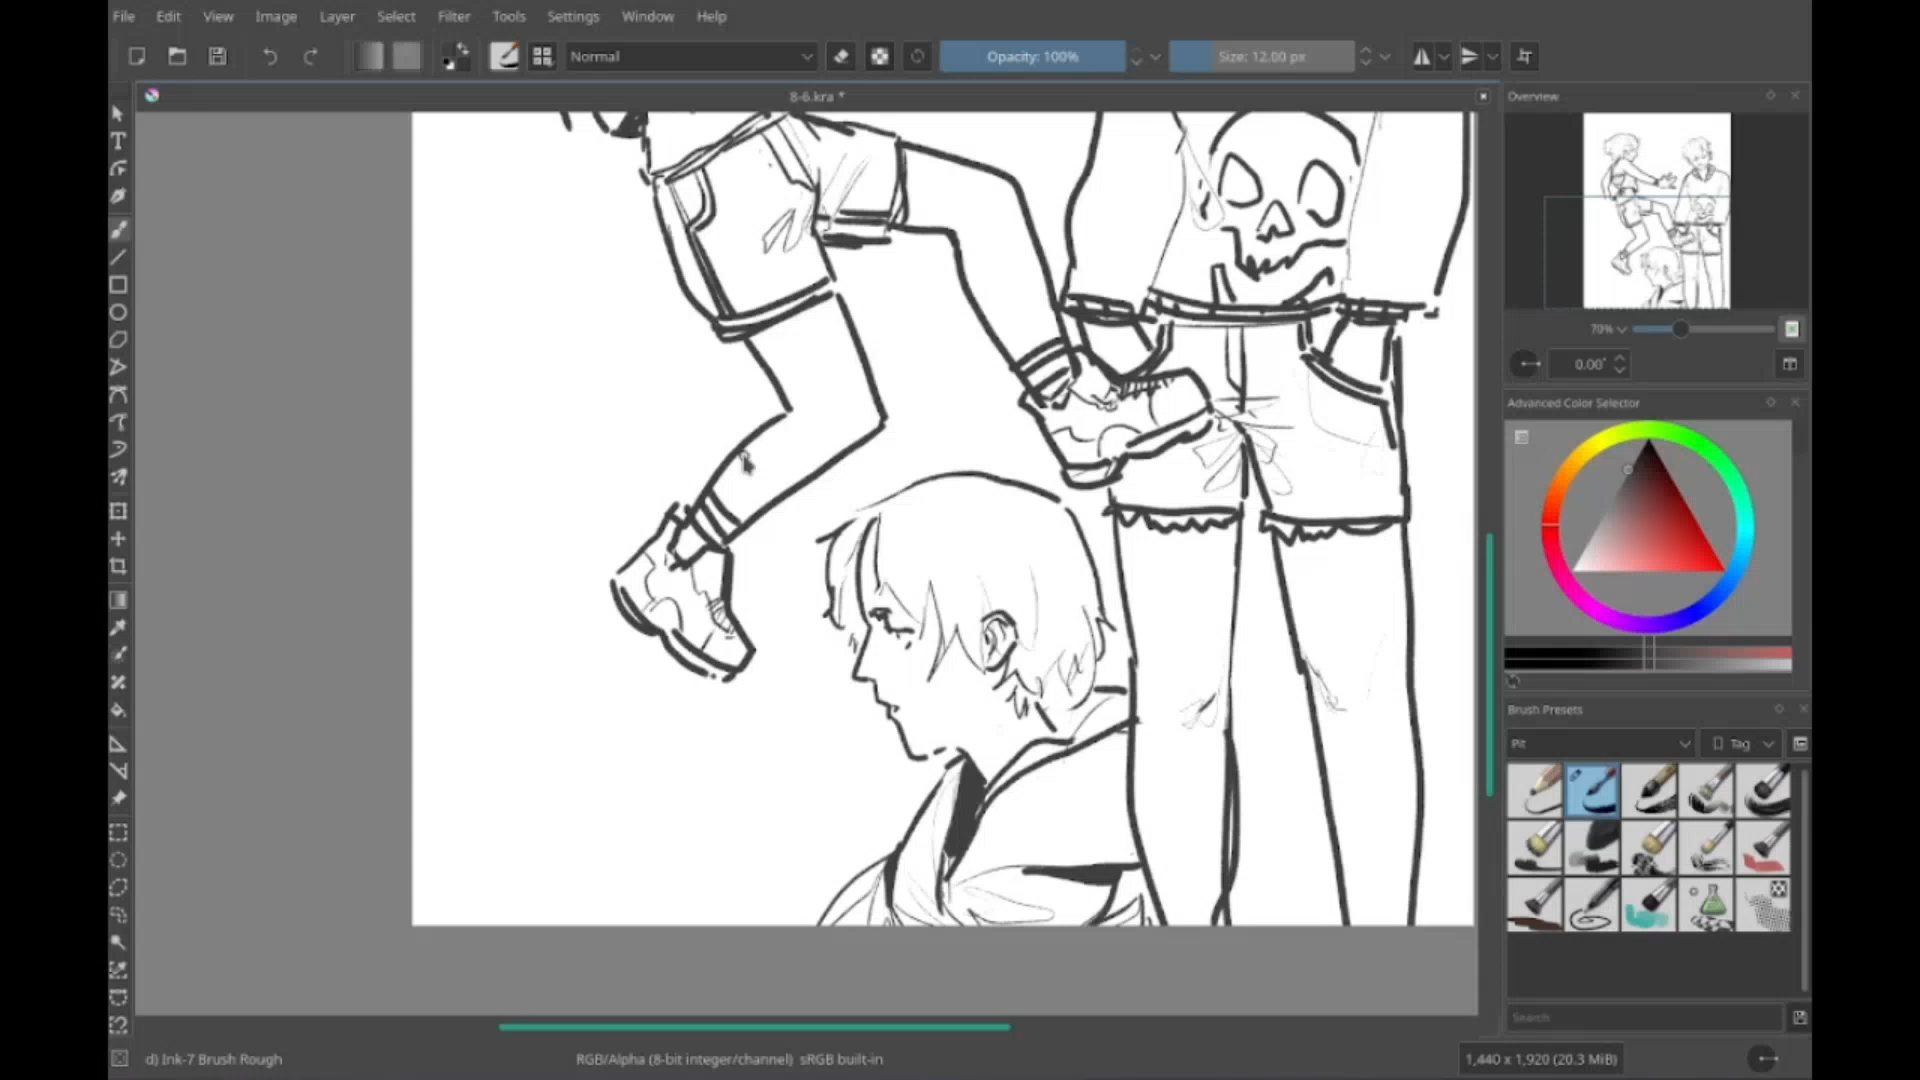 File Edit View Image Layer Select Filter Tools Settings Window Help
Normal Opacity: 100% Size: 12.00 px
8-6.kra *
Overview
70%
0.00°
Advanced Color Selector
Brush Presets
Pit Tag
Search
d) Ink-7 Brush Rough RGB/Alpha (8-bit integer/channel) sRGB built-in 1,440 x 1,920 (20.3 MiB)